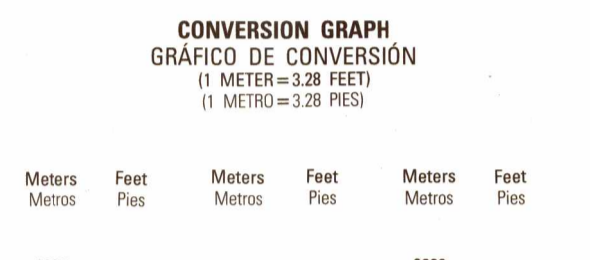 CONVERSION GRAPH
GRÁFICO DE CONVERSIÓN
(1 METER=3.28 FEET)
(1 METRO=3.28 PIES)
Meters Feet Meters Feet Meters Feet
Metros Pies Metros Pies Metros Pies